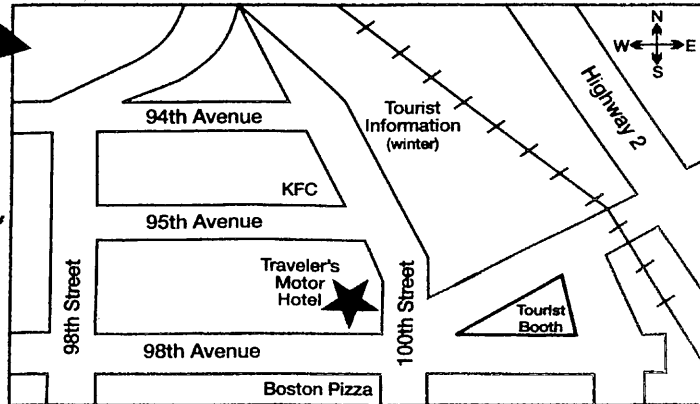 N
W E
S
Highway 2
94th Avenue
Tourist
Information
(winter)
KFC
95th Avenue
Traveler's
Motor
Hotel
98th Street
100th Street
Tourist
Booth
98th Avenue
Boston Pizza